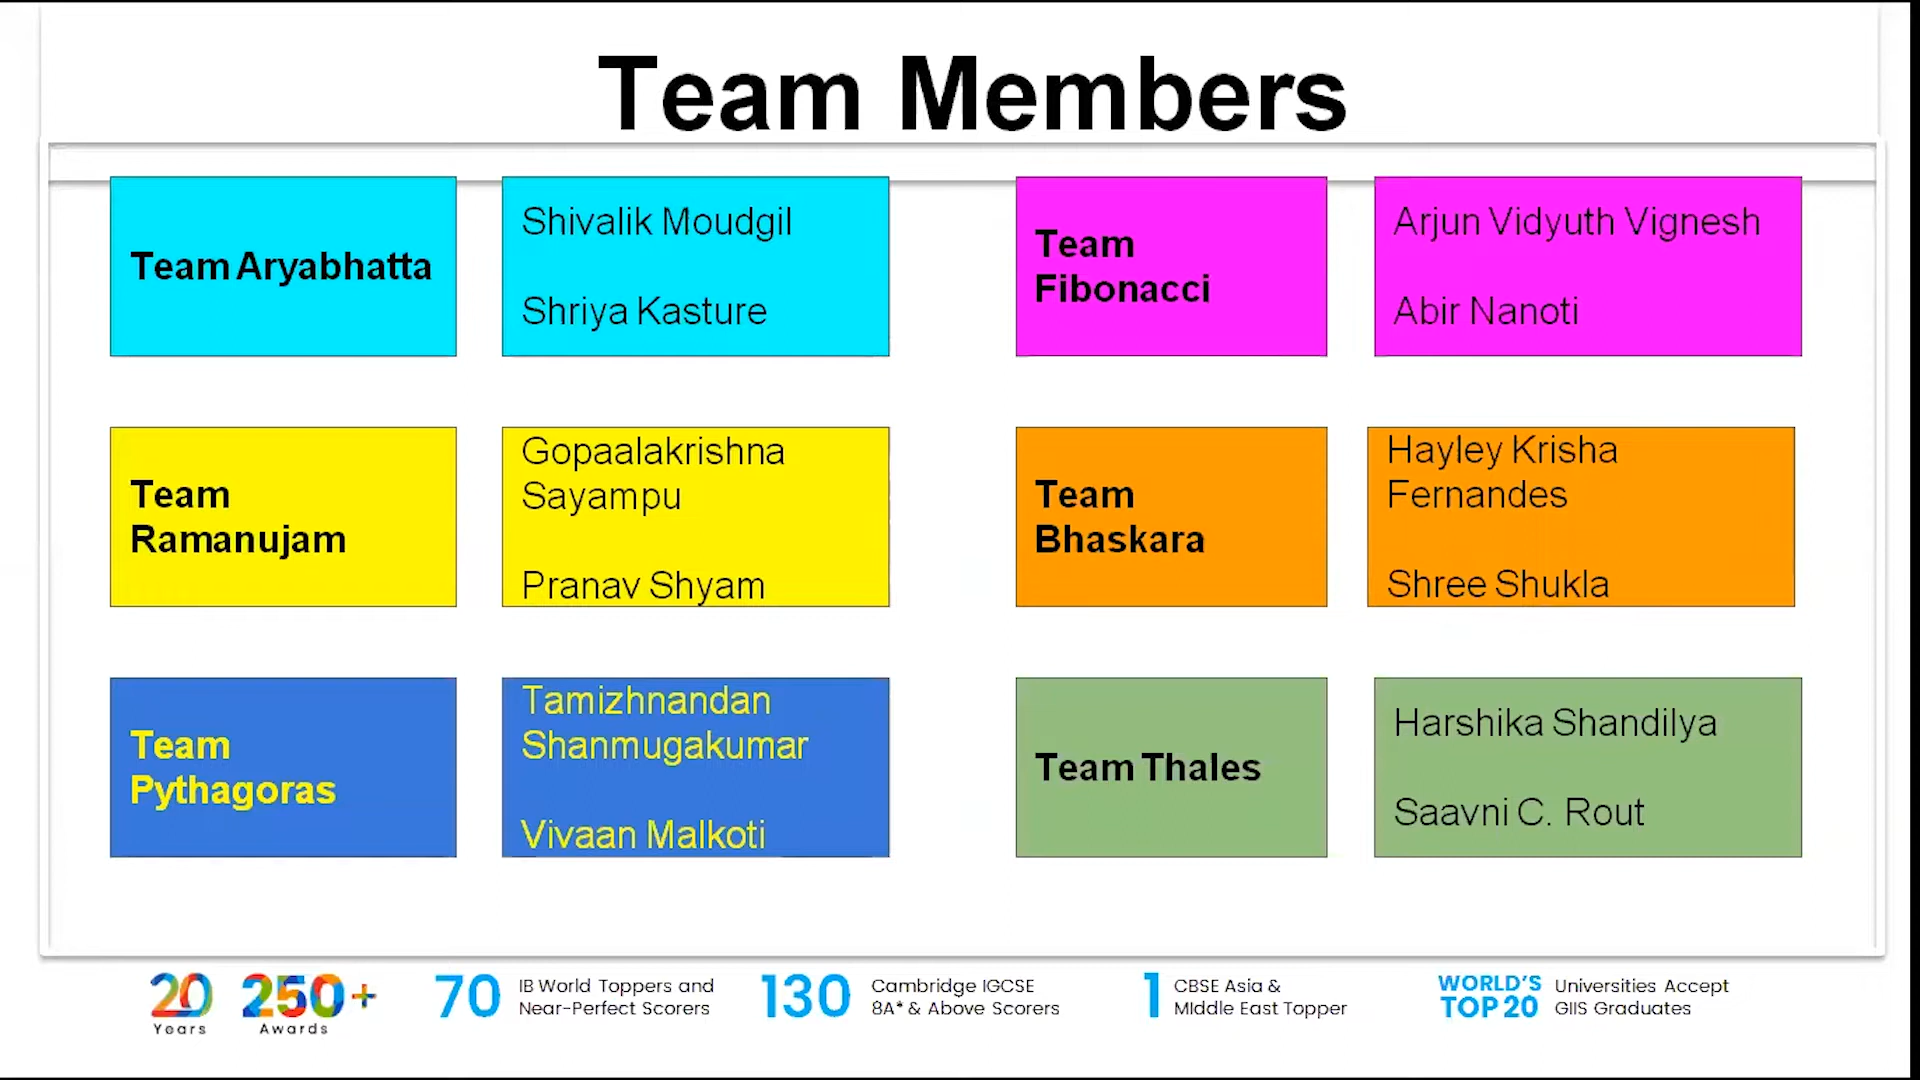 Team Members
Team Aryabhatta
Shivalik Moudgil
Shriya Kasture
Team
Fibonacci
Arjun Vidyuth Vignesh
Abir Nanoti
Team
Ramanujam
Gopaalakrishna
Sayampu
Pranav Shyam
Team
Bhaskara
Hayley Krisha
Fernandes
Shree Shukla
Team
Pythagoras
Tamizhnandan
Shanmugakumar
Vivaan Malkoti
Team Thales
Harshika Shandilya
Saavni C. Rout
20
Years
250+
Awards
70
IB World Toppers and
Near-Perfect Scorers
130
Cambridge IGCSE
8A* & Above Scorers
1
CBSE Asia &
Middle East Topper
WORLD'S
TOP 20
Universities Accept
GIIS Graduates